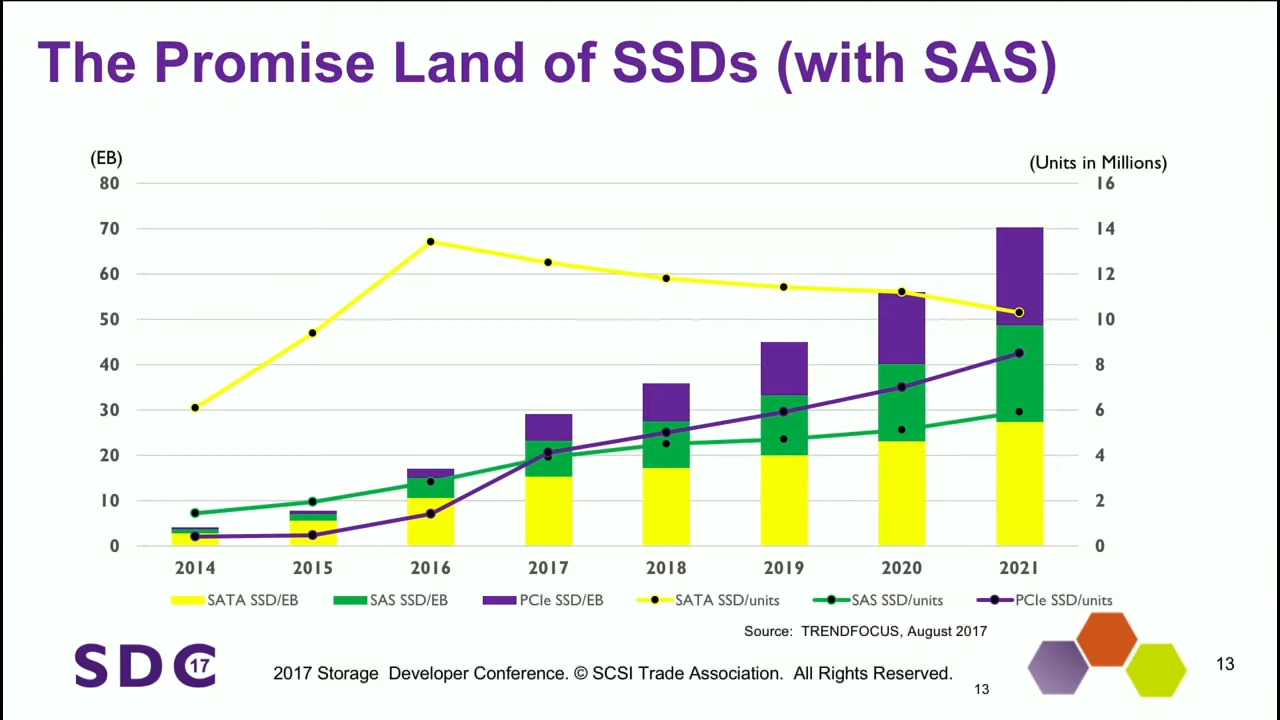 The Promise Land of SSDs (with SAS)
(EB)
(Units in Millions)
80
70
60
50
40
30
20
10
0
16
14
12
10
8
6
4
2
0
2014 2015 2016 2017 2018 2019 2020 2021
SATA SSD/EB SAS SSD/EB PCIe SSD/EB SATA SSD/units SAS SSD/units PCIe SSD/units
Source: TRENDFOCUS, August 2017
SDC 17
2017 Storage Developer Conference. © SCSI Trade Association. All Rights Reserved.
13
13